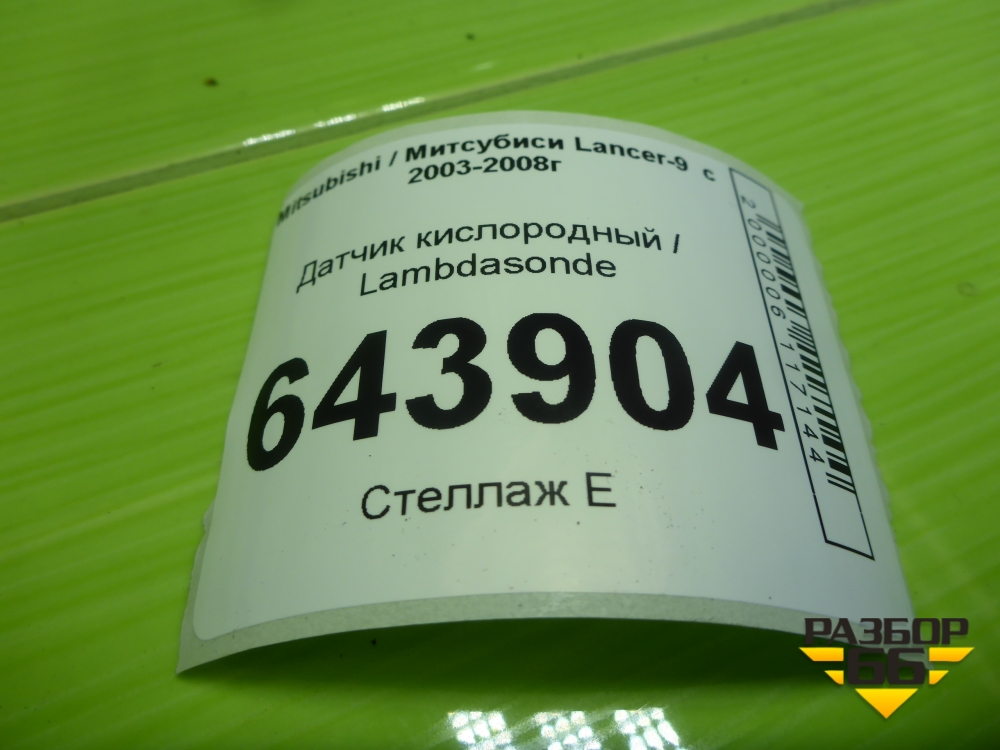 Mitsubishi / Митсубиси Lancer-9 с
2003-2008г
Датчик кислородный /
Lambdasonde
643904
Стеллаж Е
2000006117144
РАЗБОР
66